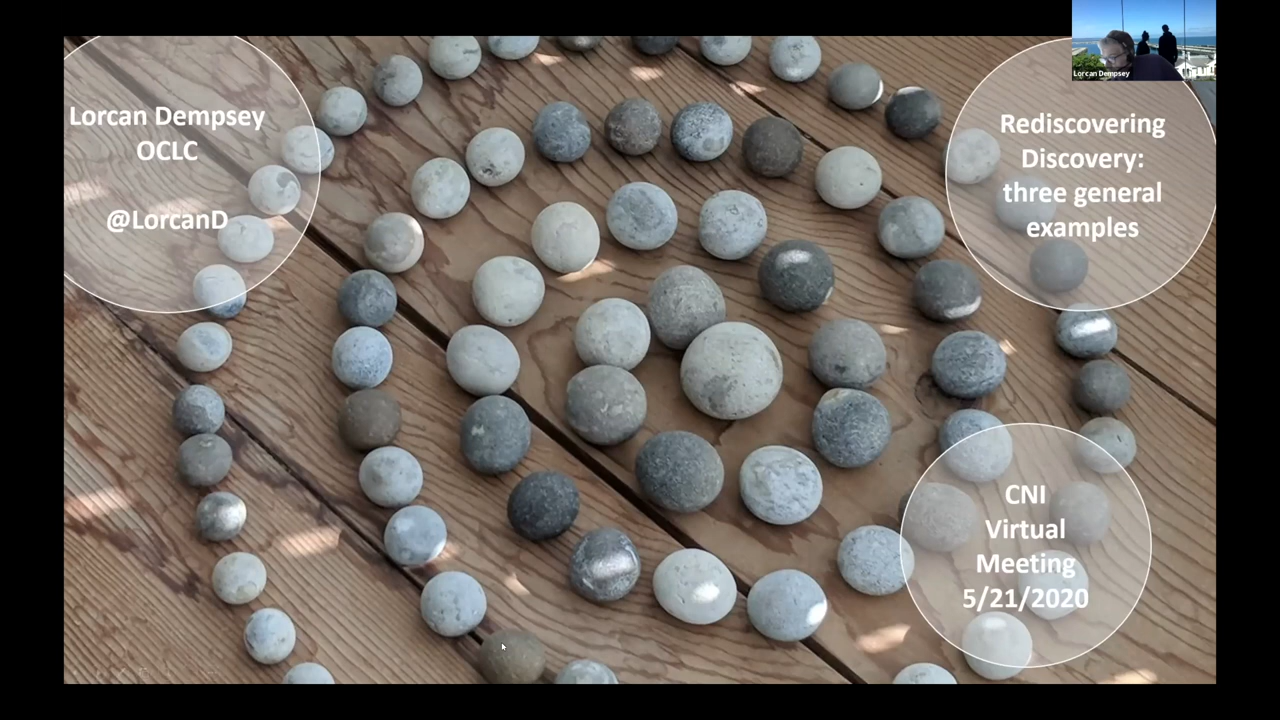 Lorcan Dempsey
OCLC
@LorcanD
Rediscovering
Discovery:
three general
examples
CNI
Virtual
Meeting
5/21/2020
Lorcan Dempsey